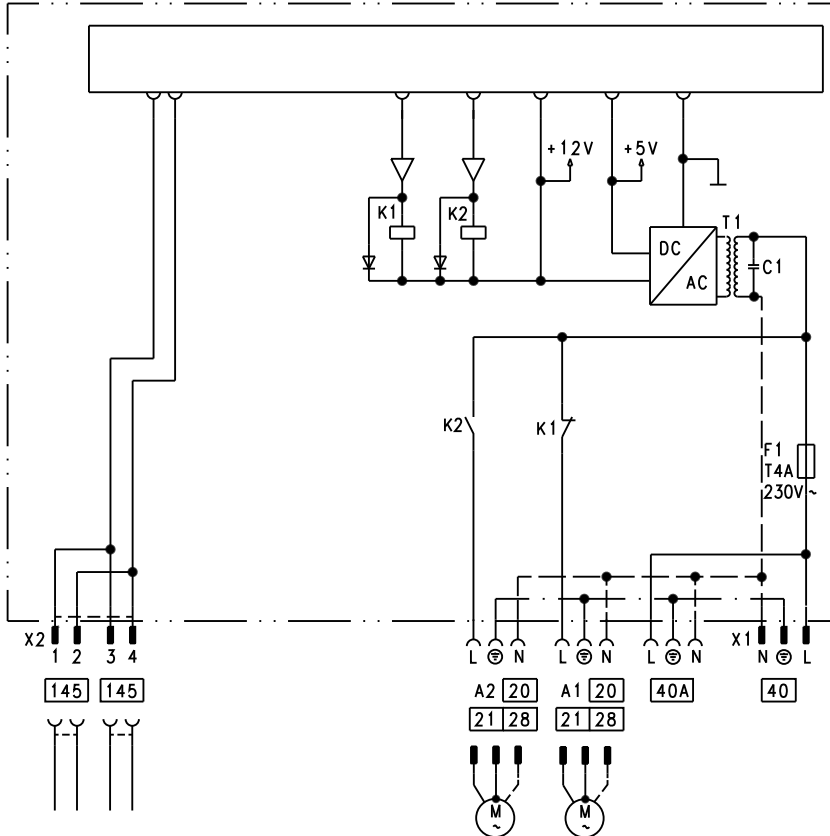 +12V +5V
K1 K2 T1
DC
AC C1
K2 K1
F1
T4A
230V~
X2 X1
1 2 3 4 L N L N L N N L
145 145 A2 20 A1 20 40A 40
21 28 21 28
M M
~ ~